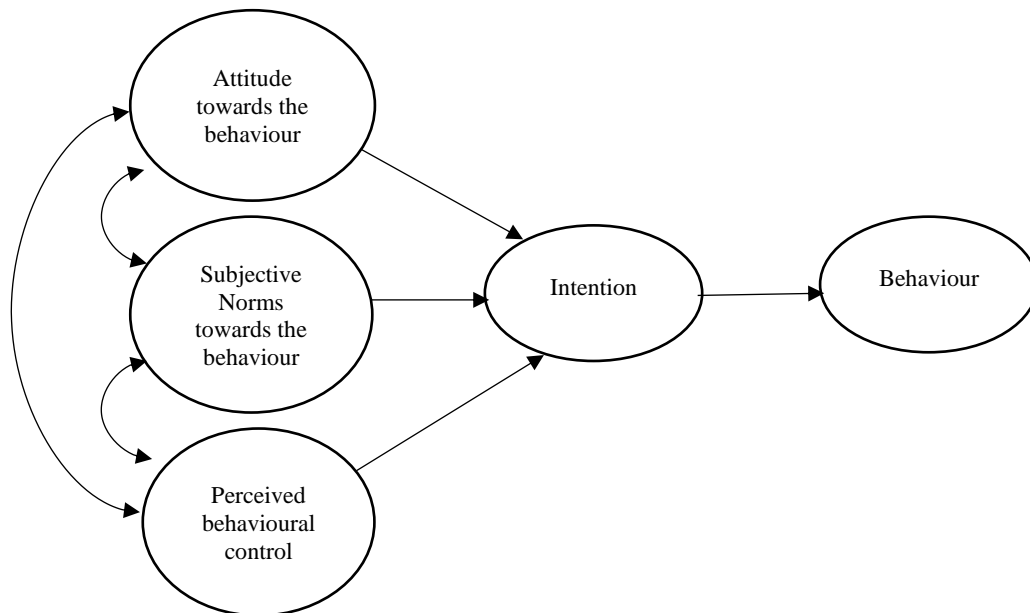 Attitude
towards the
behaviour
Subjective
Norms
towards the
behaviour
Perceived
behavioural
control
Intention
Behaviour